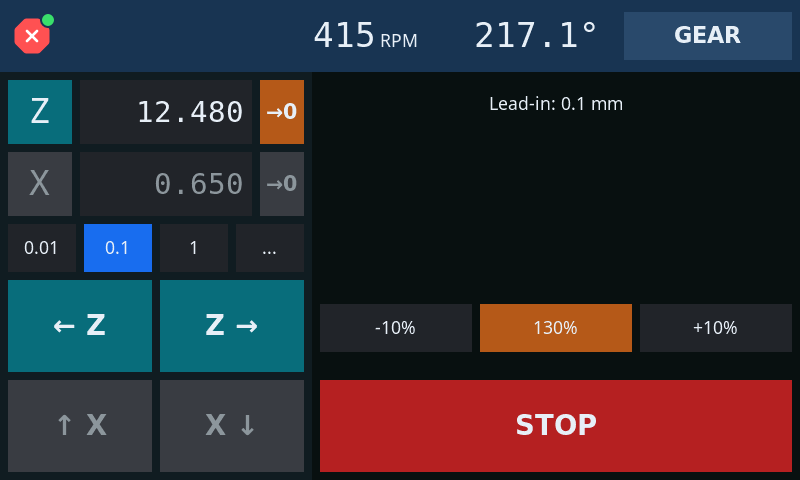 415 RPM 217.1° GEAR
Z 12.480 →0
X 0.650 →0
0.01 0.1 1 ...
← Z Z →
↑ X X ↓
Lead-in: 0.1 mm
-10% 130% +10%
STOP